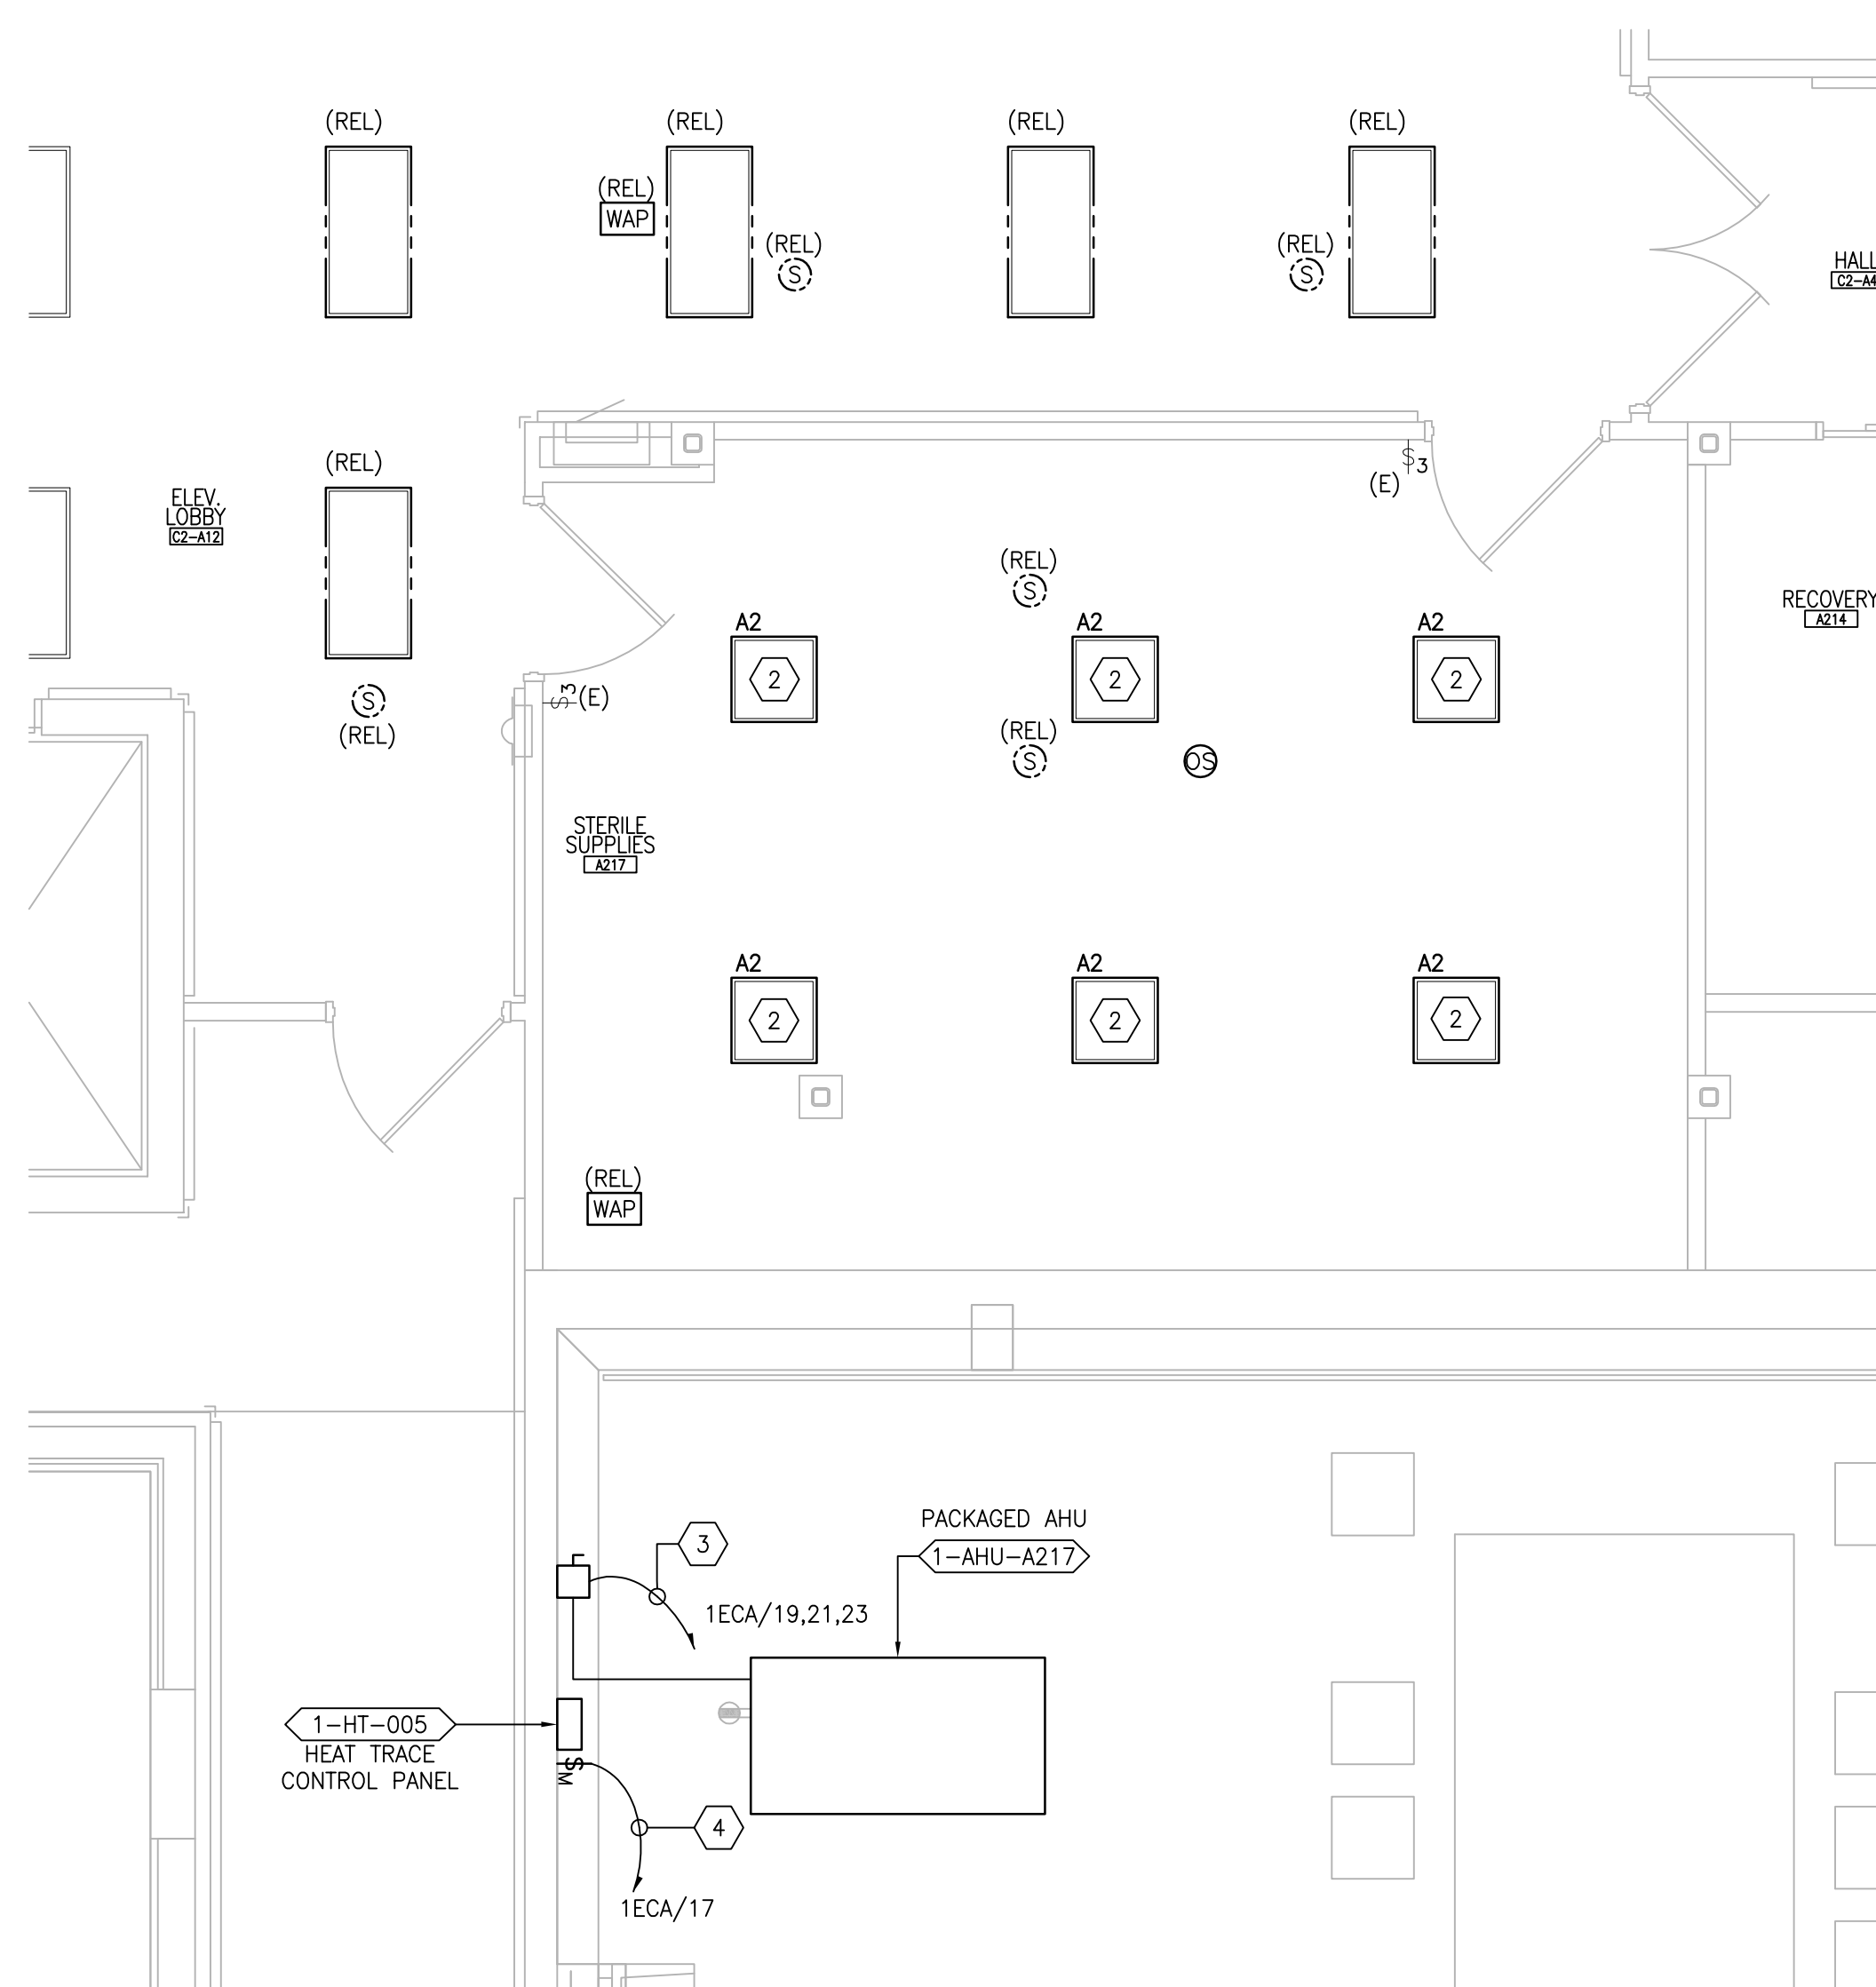 (REL)
(REL)
(REL)
(REL)
(REL)
WAP
(REL)
S
(REL)
S
HALL
C2-A4
(REL)
ELEV.
LOBBY
C2-A12
$3
(E)
(REL)
S
RECOVERY
A214
A2
2
A2
2
A2
2
$3
(E)
S
(REL)
(REL)
S
OS
STERILE
SUPPLIES
A217
A2
2
A2
2
A2
2
(REL)
WAP
PACKAGED AHU
1-AHU-A217
3
1ECA/19,21,23
1-HT-005
HEAT TRACE
CONTROL PANEL
$M
4
1ECA/17